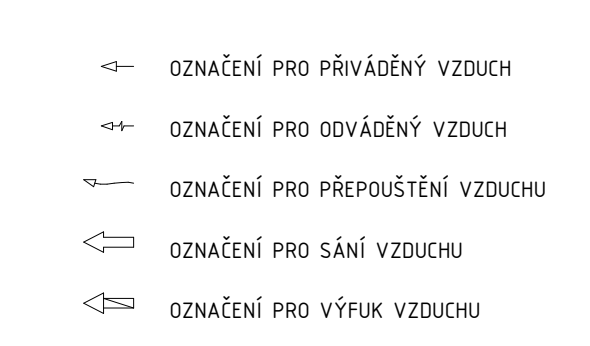 OZNAČENÍ PRO PŘIVÁDĚNÝ VZDUCH
OZNAČENÍ PRO ODVÁDĚNÝ VZDUCH
OZNAČENÍ PRO PŘEPOUŠTĚNÍ VZDUCHU
OZNAČENÍ PRO SÁNÍ VZDUCHU
OZNAČENÍ PRO VÝFUK VZDUCHU